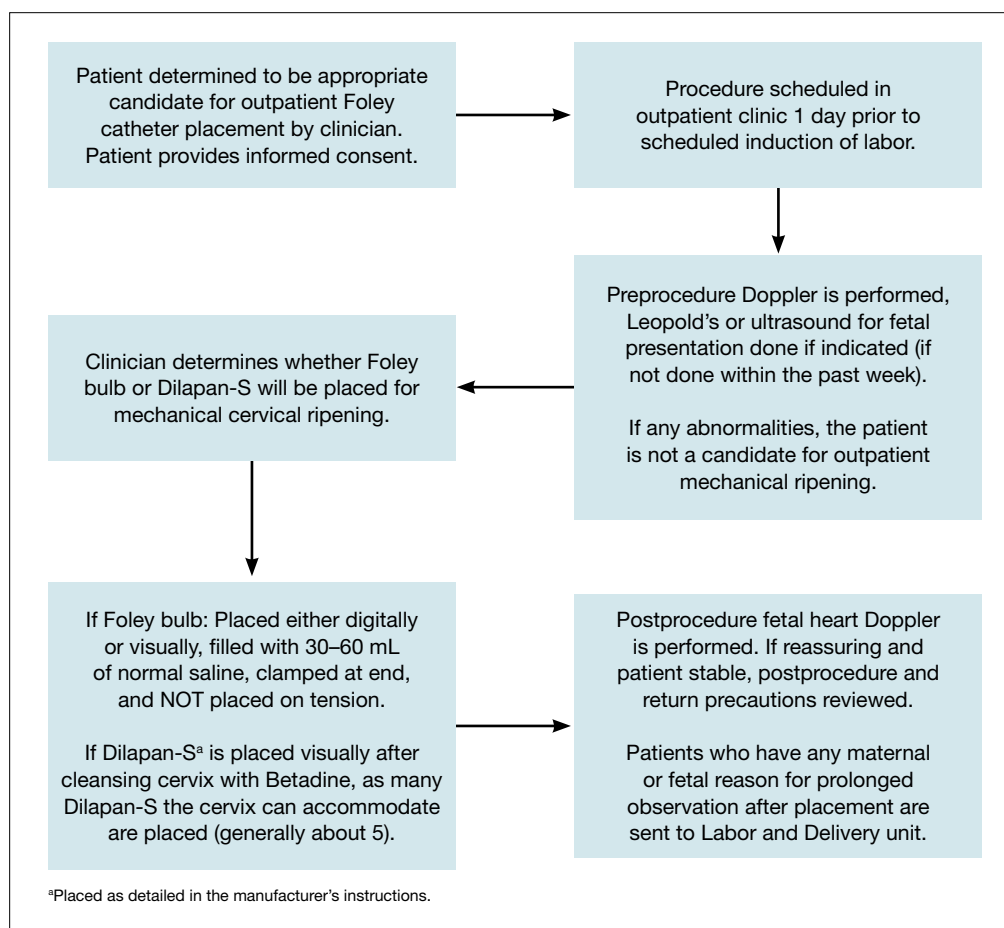 Patient determined to be appropriate
candidate for outpatient Foley
catheter placement by clinician.
Patient provides informed consent.
Procedure scheduled in
outpatient clinic 1 day prior to
scheduled induction of labor.
Preprocedure Doppler is performed,
Leopold’s or ultrasound for fetal
presentation done if indicated (if
not done within the past week).
If any abnormalities, the patient
is not a candidate for outpatient
mechanical ripening.
Clinician determines whether Foley
bulb or Dilapan-S will be placed for
mechanical cervical ripening.
If Foley bulb: Placed either digitally
or visually, filled with 30–60 mL
of normal saline, clamped at end,
and NOT placed on tension.
If Dilapan-Sᵃ is placed visually after
cleansing cervix with Betadine, as many
Dilapan-S the cervix can accommodate
are placed (generally about 5).
Postprocedure fetal heart Doppler
is performed. If reassuring and
patient stable, postprocedure and
return precautions reviewed.
Patients who have any maternal
or fetal reason for prolonged
observation after placement are
sent to Labor and Delivery unit.
ᵃPlaced as detailed in the manufacturer’s instructions.